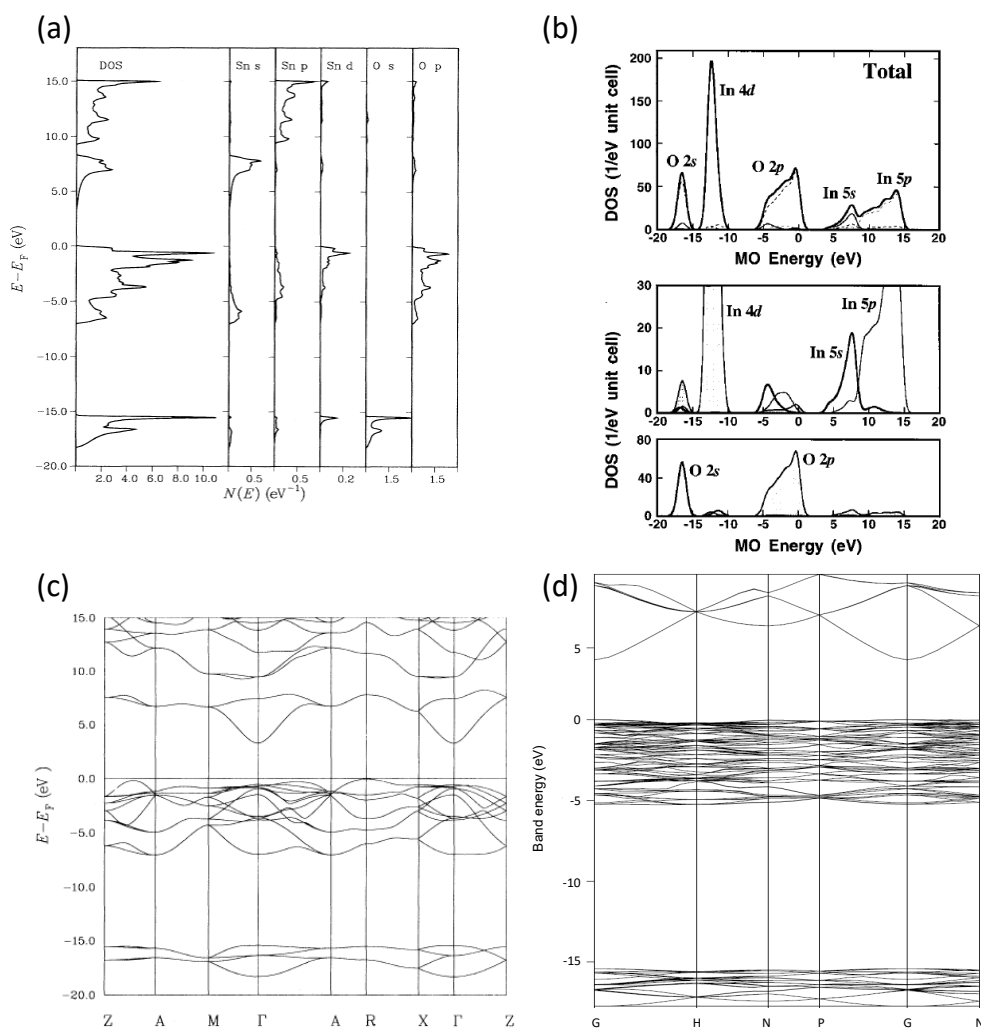 (a)
DOS Sn s Sn p Sn d O s O p
15.0
10.0
5.0
0.0
−5.0
−10.0
−15.0
−20.0
E−E_F (eV)
2.0 4.0 6.0 8.0 10.0 0.5 0.5 0.2 1.5 1.5
N(E) (eV⁻¹)
(b)
Total
In 4d
O 2s
O 2p
In 5s
In 5p
200
150
100
50
0
DOS (1/eV unit cell)
-20 -15 -10 -5 0 5 10 15 20
MO Energy (eV)
In 4d
In 5p
In 5s
30
20
10
0
DOS (1/eV unit cell)
-20 -15 -10 -5 0 5 10 15 20
MO Energy (eV)
O 2s
O 2p
80
40
0
-20 -15 -10 -5 0 5 10 15 20
MO Energy (eV)
(c)
15.0
10.0
5.0
0.0
−5.0
−10.0
−15.0
−20.0
E−E_F (eV
Z A M Γ A R X Γ Z
(d)
5
0
-5
-10
-15
Band energy (eV)
G H N P G N